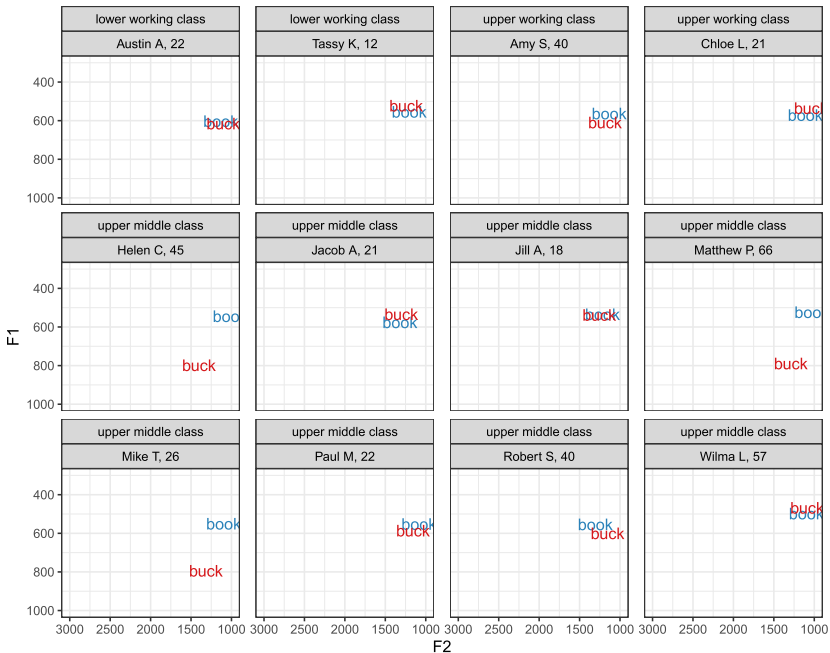 lower working class lower working class upper working class upper working class
Austin A, 22 Tassy K, 12 Amy S, 40 Chloe L, 21
400
book buck buck book book buck buck book
600
800
1000
upper middle class upper middle class upper middle class upper middle class
Helen C, 45 Jacob A, 21 Jill A, 18 Matthew P, 66
400
boo buck book book buck boo
600
800 buck buck
1000
upper middle class upper middle class upper middle class upper middle class
Mike T, 26 Paul M, 22 Robert S, 40 Wilma L, 57
400
book book buck book buck buck book
600
800 buck
1000
3000 2500 2000 1500 1000 3000 2500 2000 1500 1000 3000 2500 2000 1500 1000 3000 2500 2000 1500 1000
F2
F1